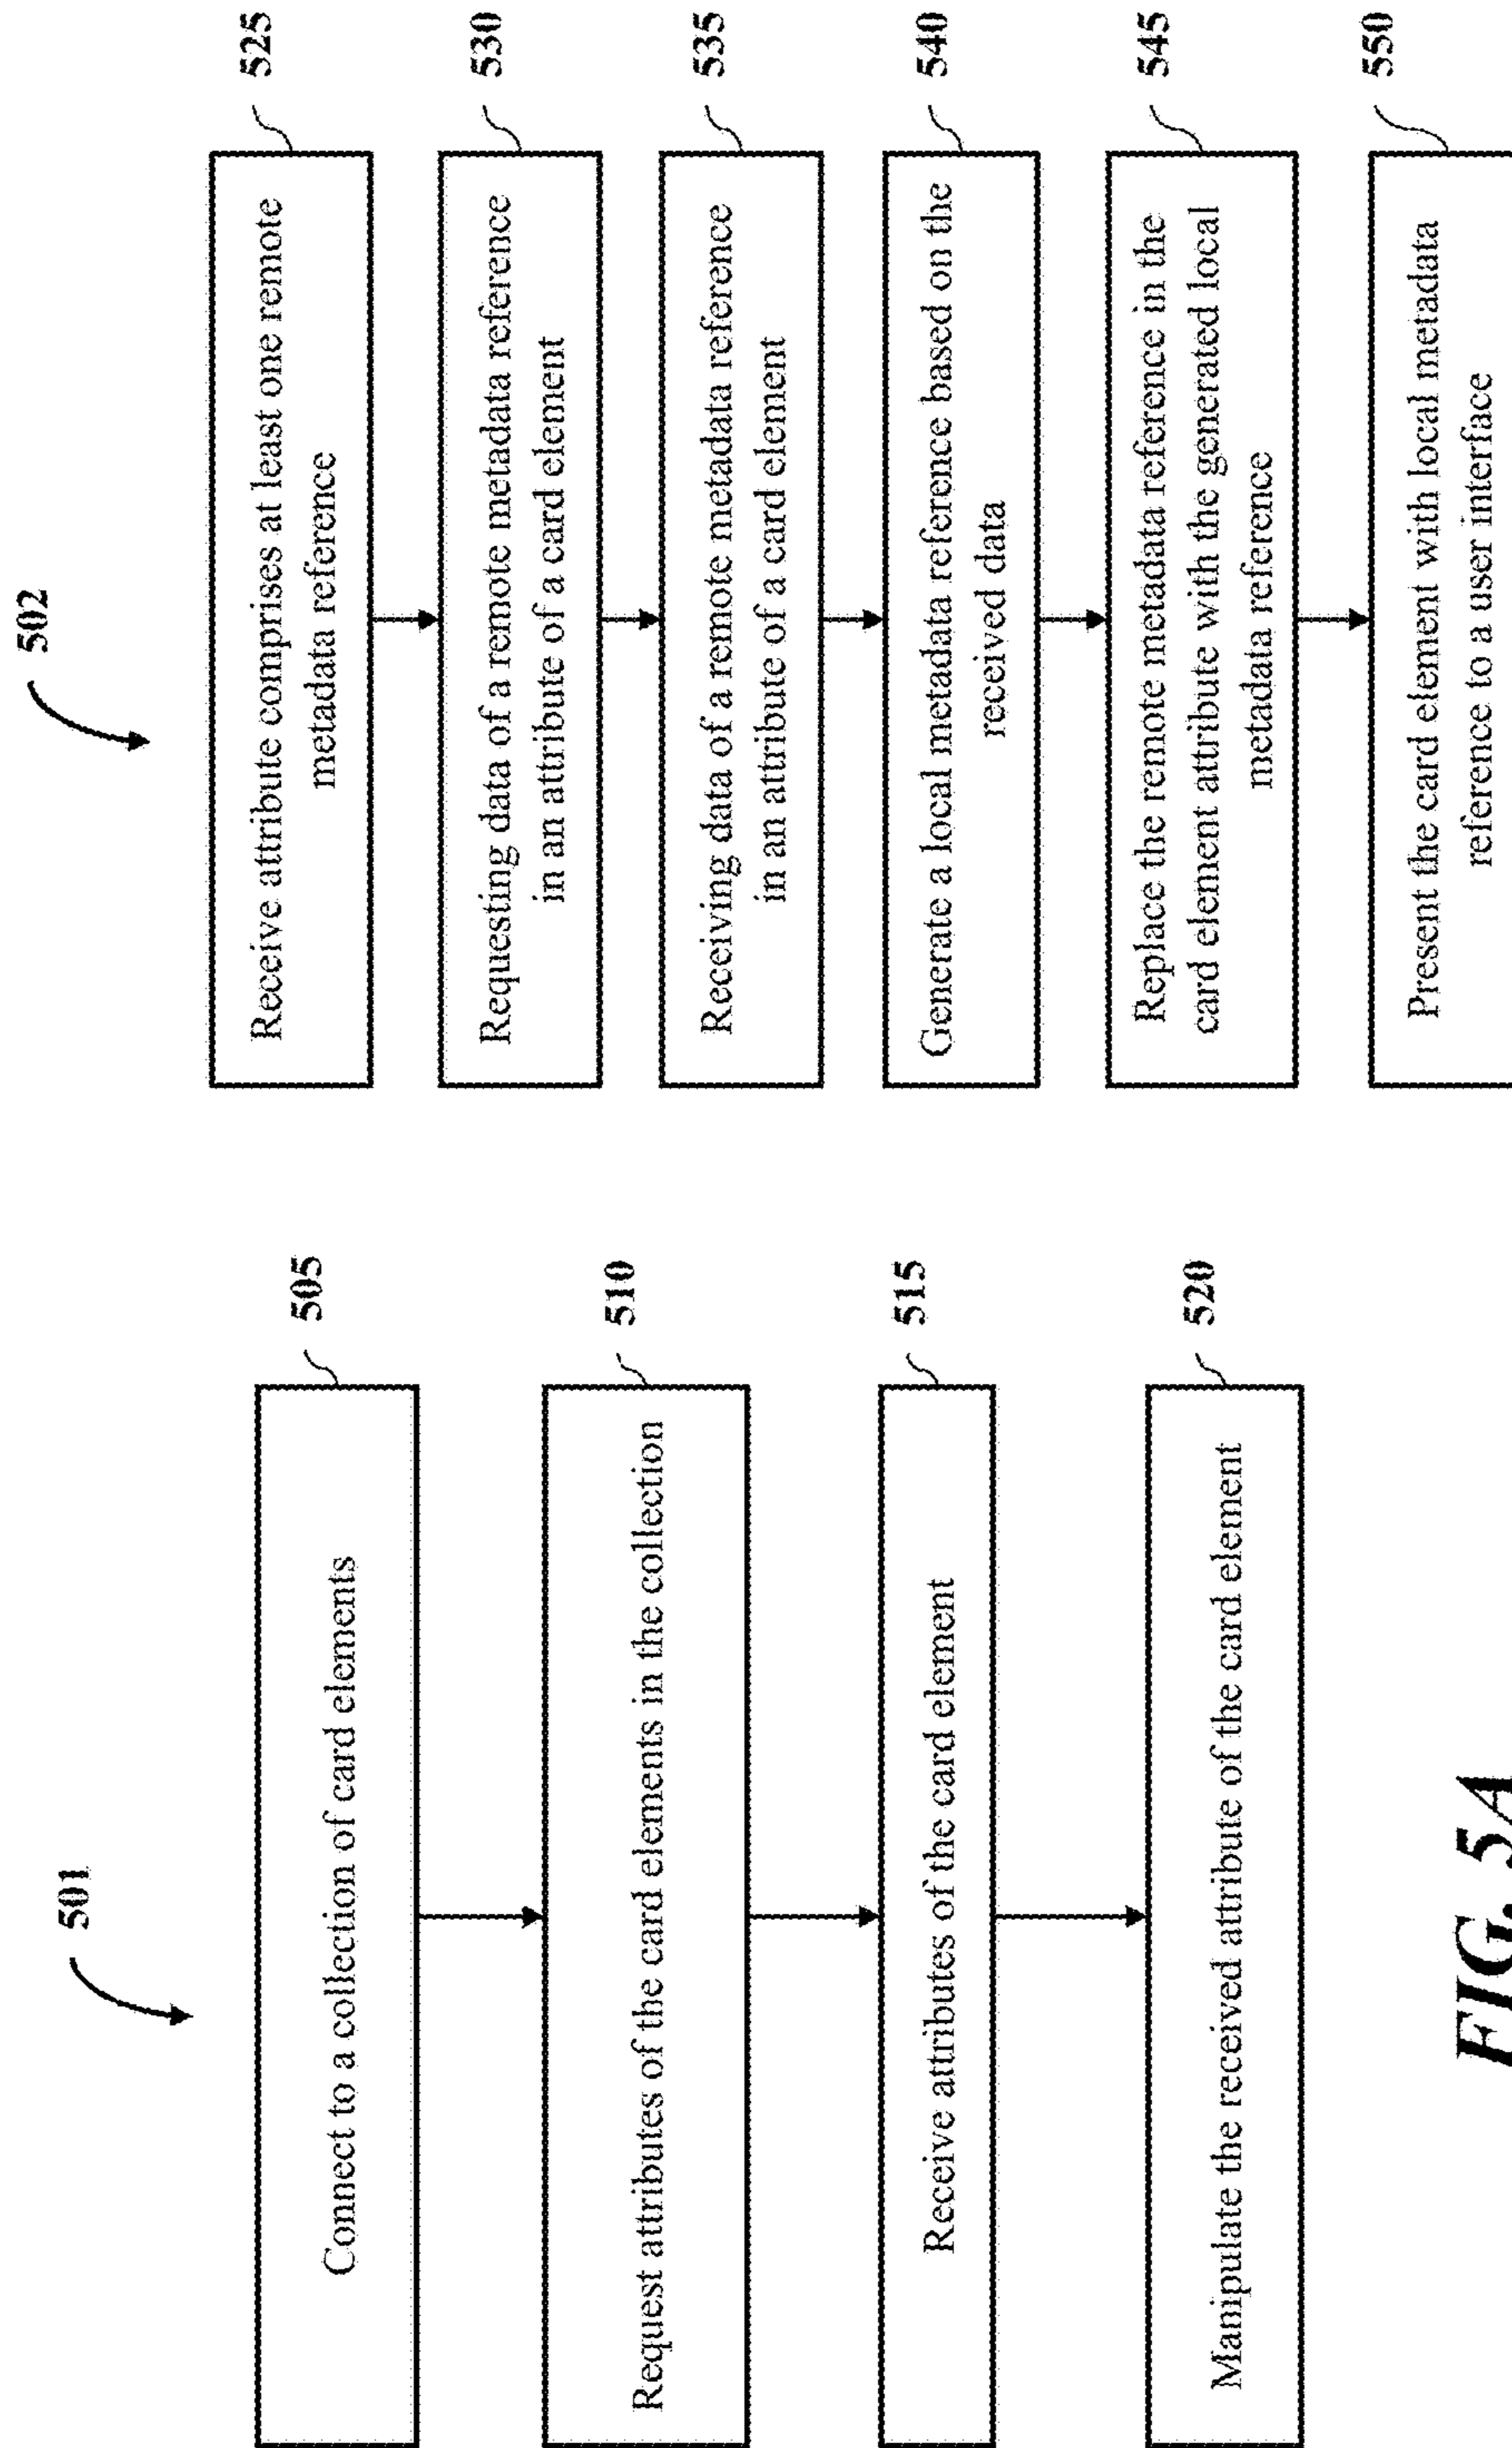 501
Connect to a collection of card elements
505
Request attributes of the card elements in the collection
510
Receive attributes of the card element
515
Manipulate the received attribute of the card element
520
FIG. 5A
502
Receive attribute comprises at least one remote
metadata reference
525
Requesting data of a remote metadata reference
in an attribute of a card element
530
Receiving data of a remote metadata reference
in an attribute of a card element
535
Generate a local metadata reference based on the
received data
540
Replace the remote metadata reference in the
card element attribute with the generated local
metadata reference
545
Present the card element with local metadata
reference to a user interface
550